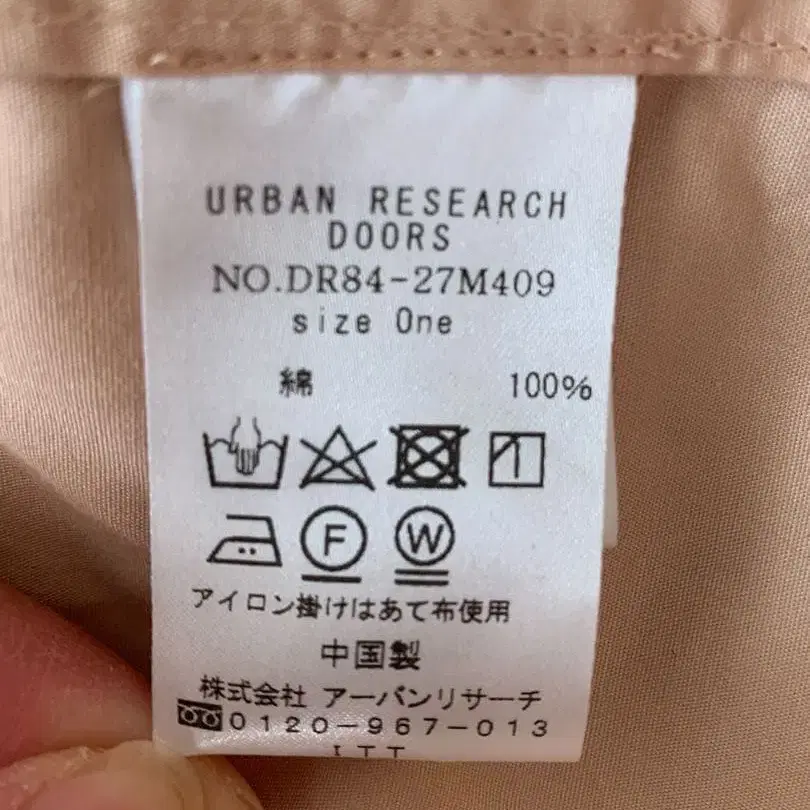 URBAN RESEARCH
DOORS
NO.DR84-27M409
size One
綿 100%
F W
アイロン掛けはあて布使用
中国製
株式会社 アーバンリサーチ
0120-967-013
ITT